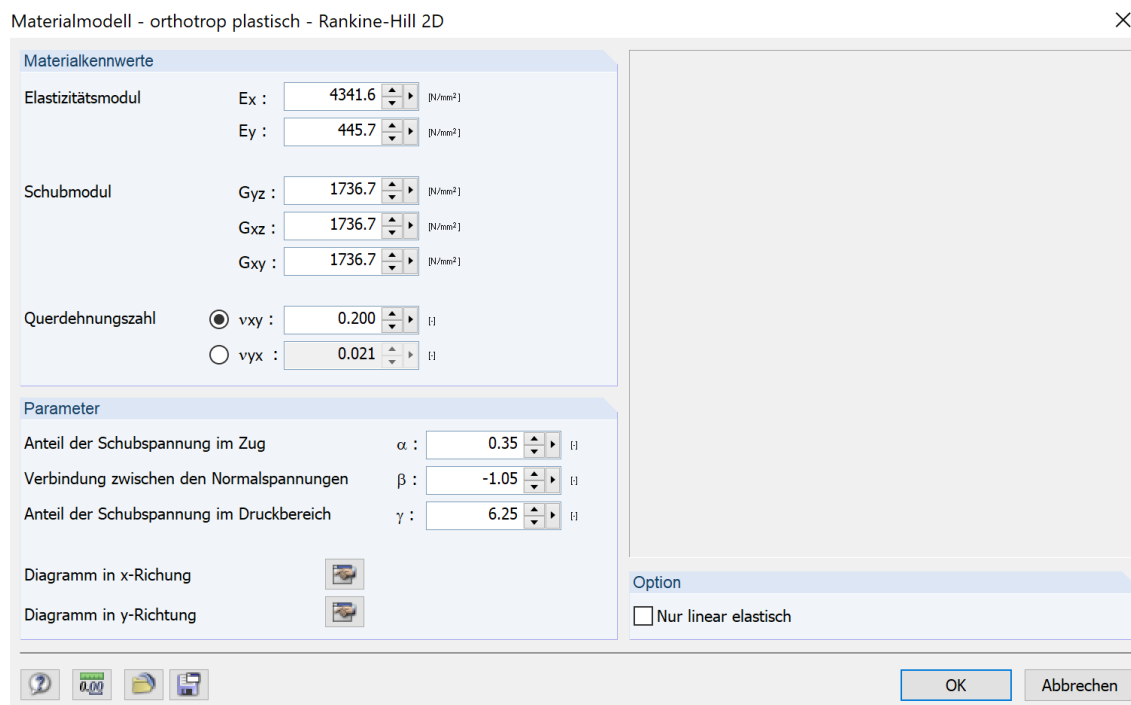 Materialmodell - orthotrop plastisch - Rankine-Hill 2D
Materialkennwerte
Elastizitätsmodul Ex : 4341.6 [N/mm²]
Ey : 445.7 [N/mm²]
Schubmodul Gyz : 1736.7 [N/mm²]
Gxz : 1736.7 [N/mm²]
Gxy : 1736.7 [N/mm²]
Querdehnungszahl νxy : 0.200 [-]
νyx : 0.021 [-]
Parameter
Anteil der Schubspannung im Zug α : 0.35 [-]
Verbindung zwischen den Normalspannungen β : -1.05 [-]
Anteil der Schubspannung im Druckbereich γ : 6.25 [-]
Diagramm in x-Richung
Diagramm in y-Richtung
Option
Nur linear elastisch
0.00
OK
Abbrechen